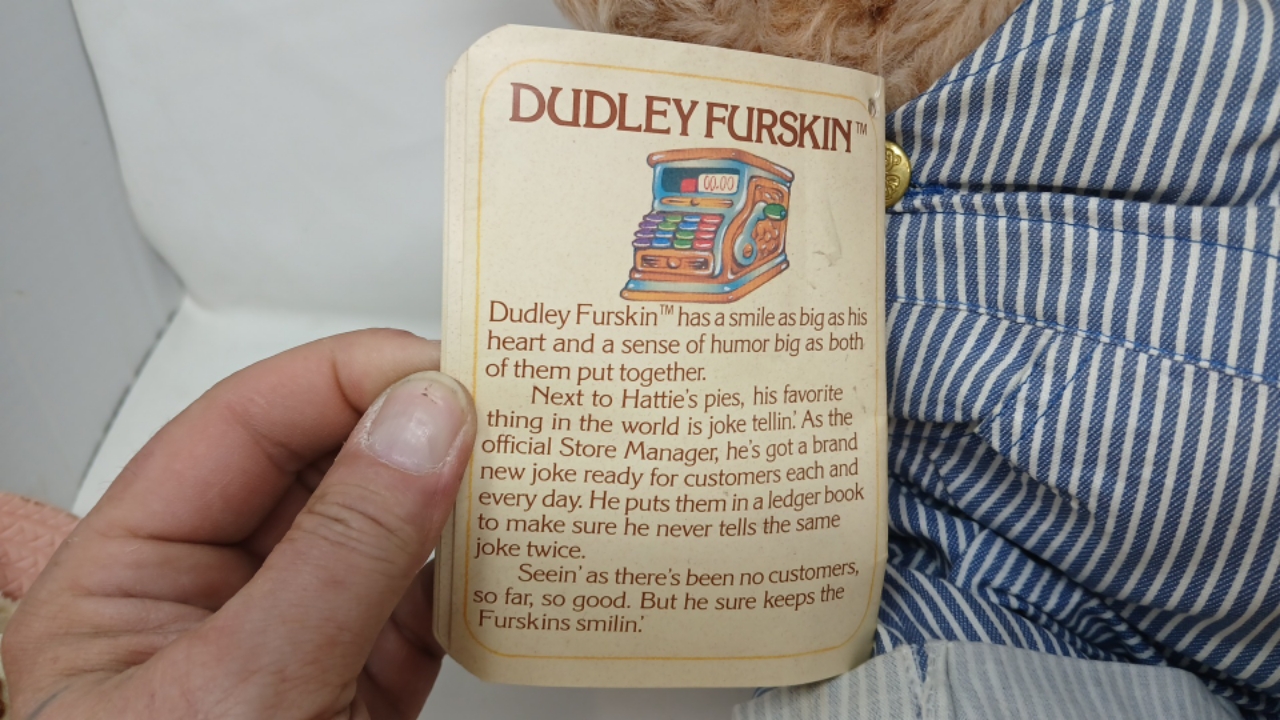 DUDLEY FURSKIN™
00.00
Dudley Furskin™ has a smile as big as his
heart and a sense of humor big as both
of them put together.
Next to Hattie's pies, his favorite
thing in the world is joke tellin.' As the
official Store Manager, he's got a brand
new joke ready for customers each and
every day. He puts them in a ledger book
to make sure he never tells the same
joke twice.
Seein' as there's been no customers,
so far, so good. But he sure keeps the
Furskins smilin.'